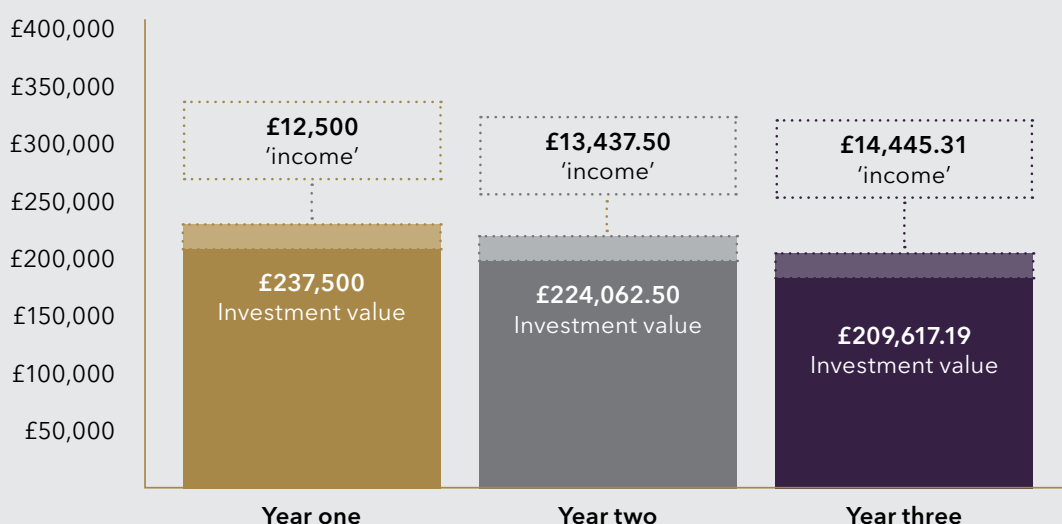 £400,000
£350,000
£300,000
£250,000
£200,000
£150,000
£100,000
£50,000
£12,500
‘income’
£13,437.50
‘income’
£14,445.31
‘income’
£237,500
Investment value
£224,062.50
Investment value
£209,617.19
Investment value
Year one
Year two
Year three